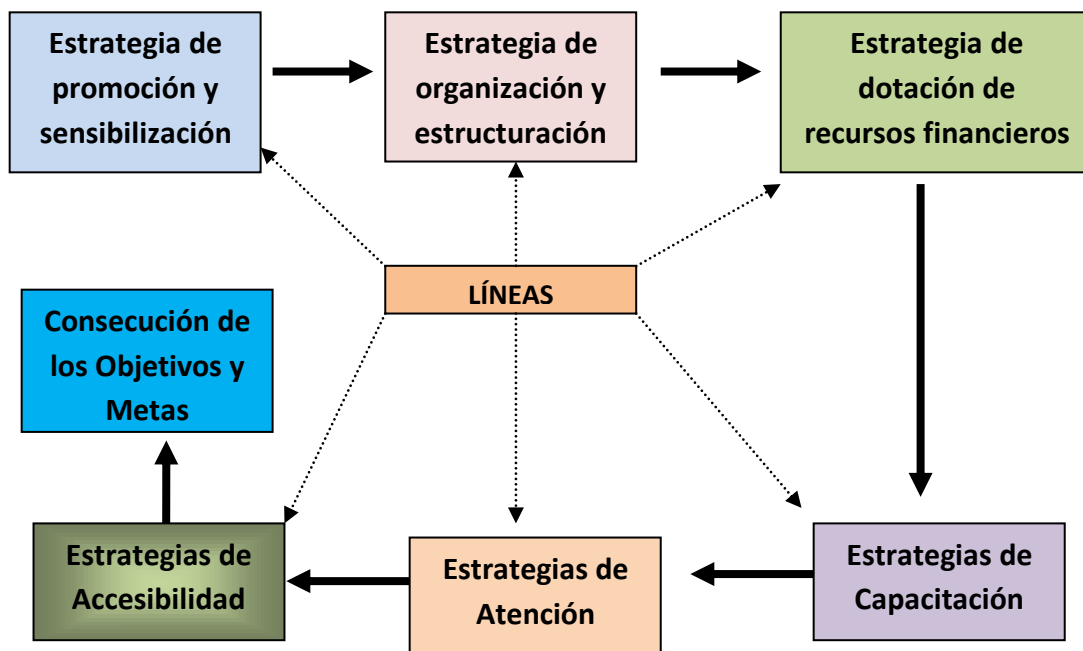 Estrategia de
promoción y
sensibilización
Estrategia de
organización y
estructuración
Estrategia de
dotación de
recursos financieros
LÍNEAS
Consecución de
los Objetivos y
Metas
Estrategias de
Accesibilidad
Estrategias de
Atención
Estrategias de
Capacitación